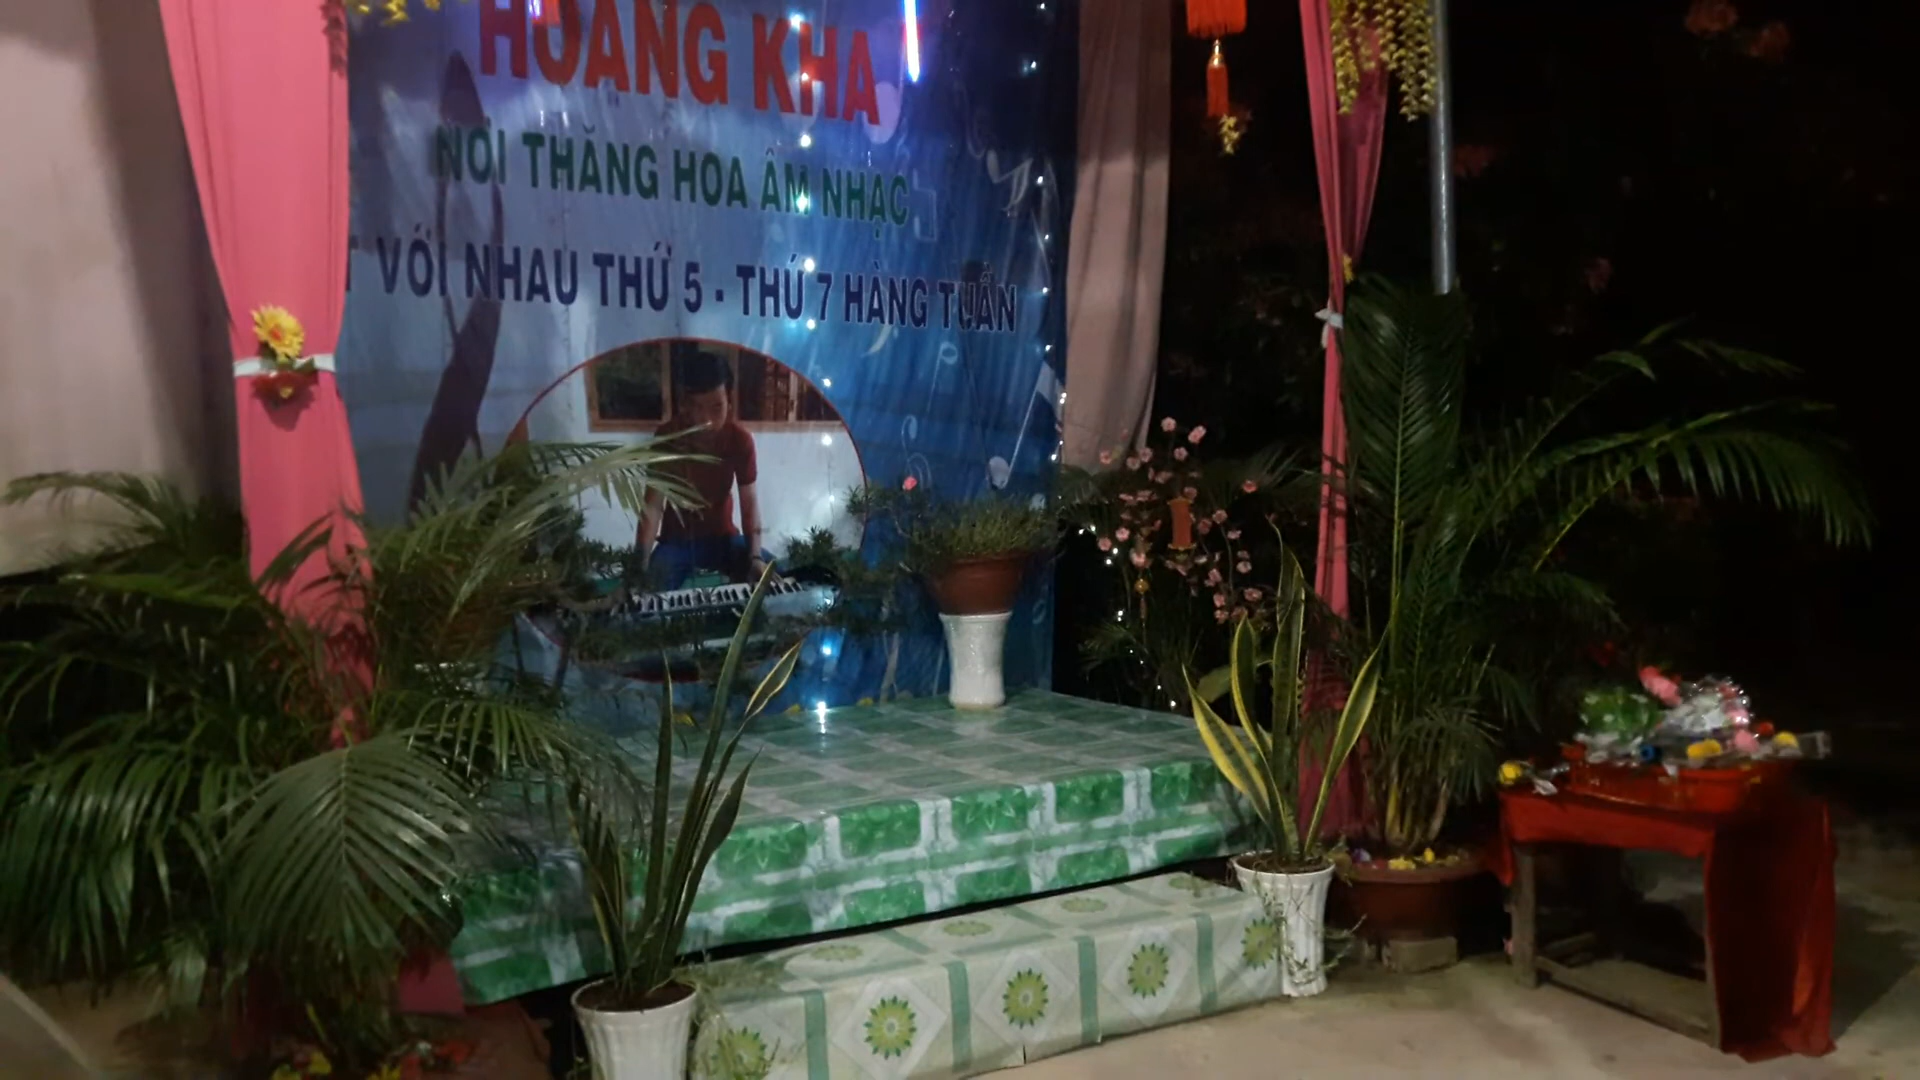 HOÀNG KHA
NƠI THĂNG HOA ÂM NHẠC
T VỚI NHAU THỨ 5 - THỨ 7 HÀNG TUẦN